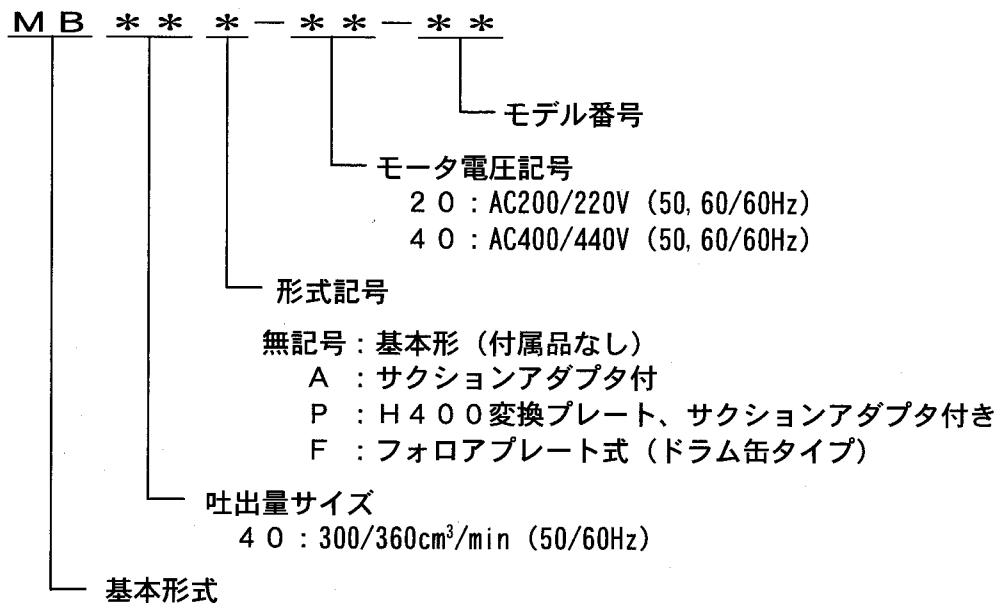 ＭＢ ＊＊ ＊－＊＊－＊＊
モデル番号
モータ電圧記号
２０：AC200/220V (50, 60/60Hz)
４０：AC400/440V (50, 60/60Hz)
形式記号
無記号：基本形（付属品なし）
Ａ ：サクションアダプタ付
Ｐ ：Ｈ４００変換プレート、サクションアダプタ付き
Ｆ ：フォロアプレート式（ドラム缶タイプ）
吐出量サイズ
４０：300/360cm³/min (50/60Hz)
基本形式